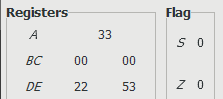 Registers Flag
A 33 S 0
BC 00 00
DE 22 53 Z 0